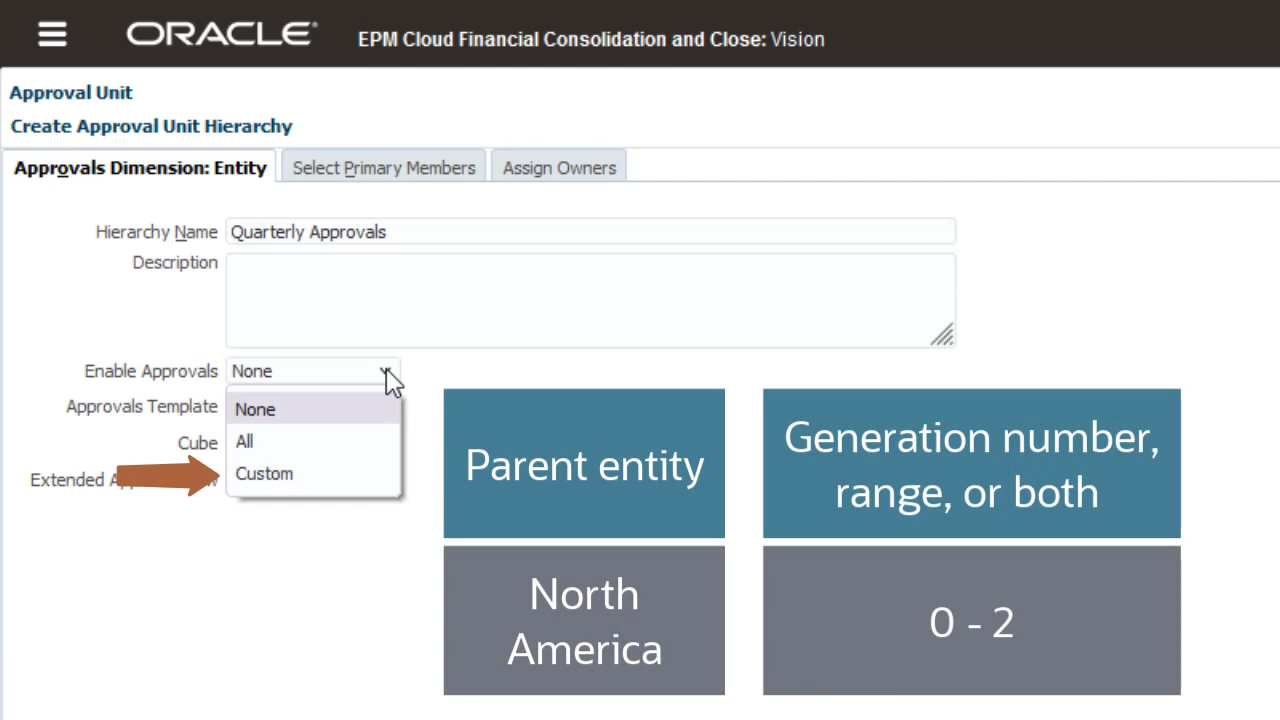 ORACLE
EPM Cloud Financial Consolidation and Close: Vision
Approval Unit
Create Approval Unit Hierarchy
Approvals Dimension: Entity
Select Primary Members
Assign Owners
Hierarchy Name
Quarterly Approvals
Description
Enable Approvals
None
Approvals Template
None
Cube
All
Extended
Custom
Parent entity
Generation number,
range, or both
North
America
0 - 2